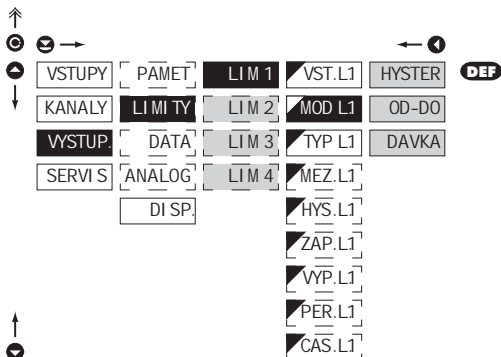 VSTUPY PAMET LIM 1 VST.L1 HYSTER DEF
KANALY LIMITY LIM 2 MOD L1 OD-DO
VYSTUP. DATA LIM 3 TYP L1 DAVKA
SERVIS ANALOG LIM 4 MEZ.L1
DISP. HYS.L1
ZAP.L1
VYP.L1
PER.L1
CAS.L1